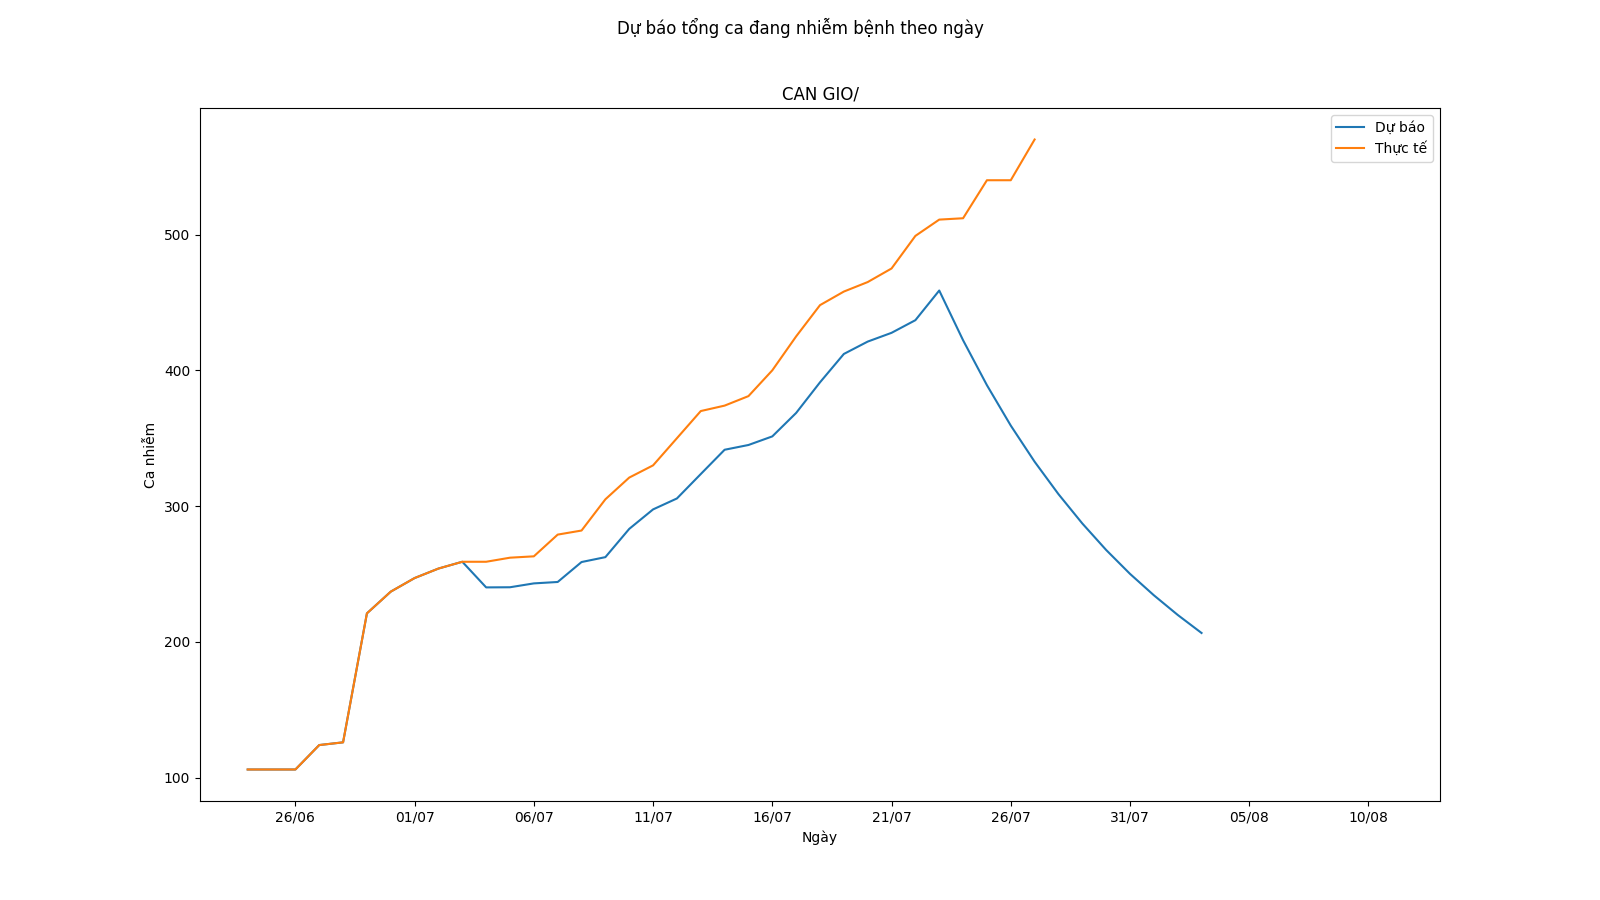 Dự báo tổng ca đang nhiễm bệnh theo ngày
CAN GIO/
Dự báo
Thực tế
500
400
300
200
100
Ca nhiễm
26/06 01/07 06/07 11/07 16/07 21/07 26/07 31/07 05/08 10/08
Ngày